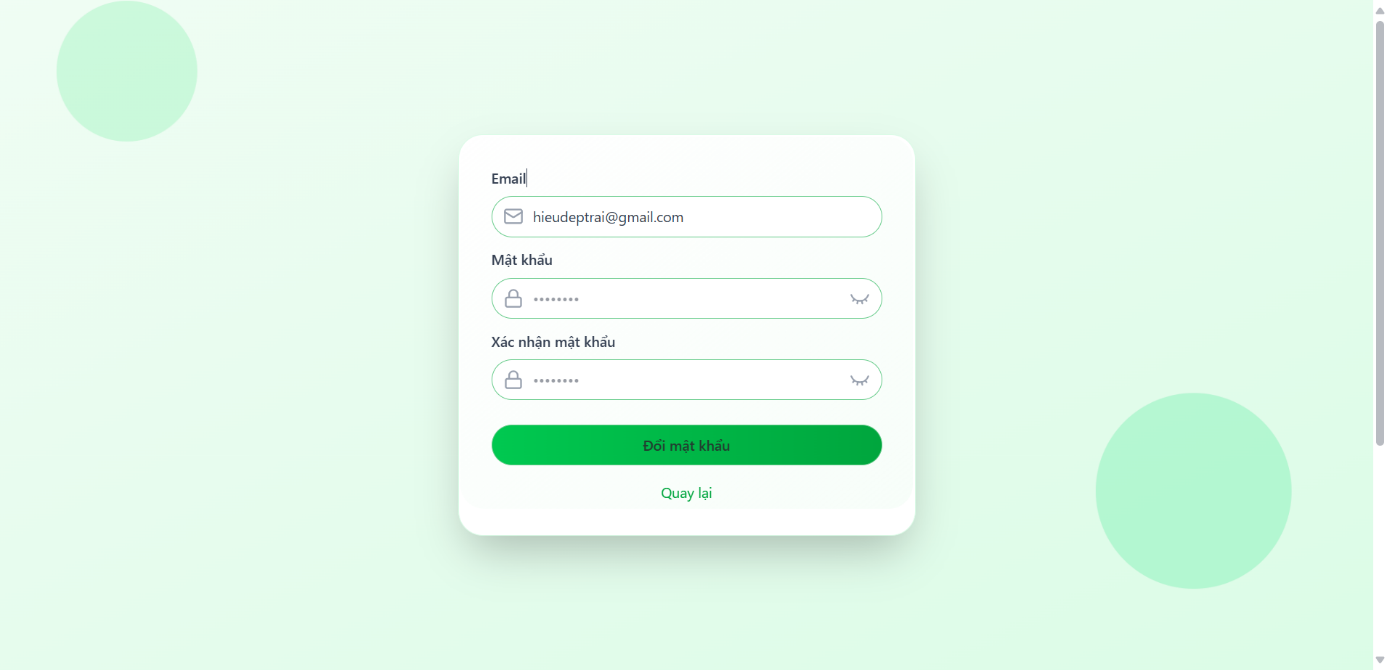 Email
hieudeptrai@gmail.com
Mật khẩu
••••••••
Xác nhận mật khẩu
••••••••
Đổi mật khẩu
Quay lại